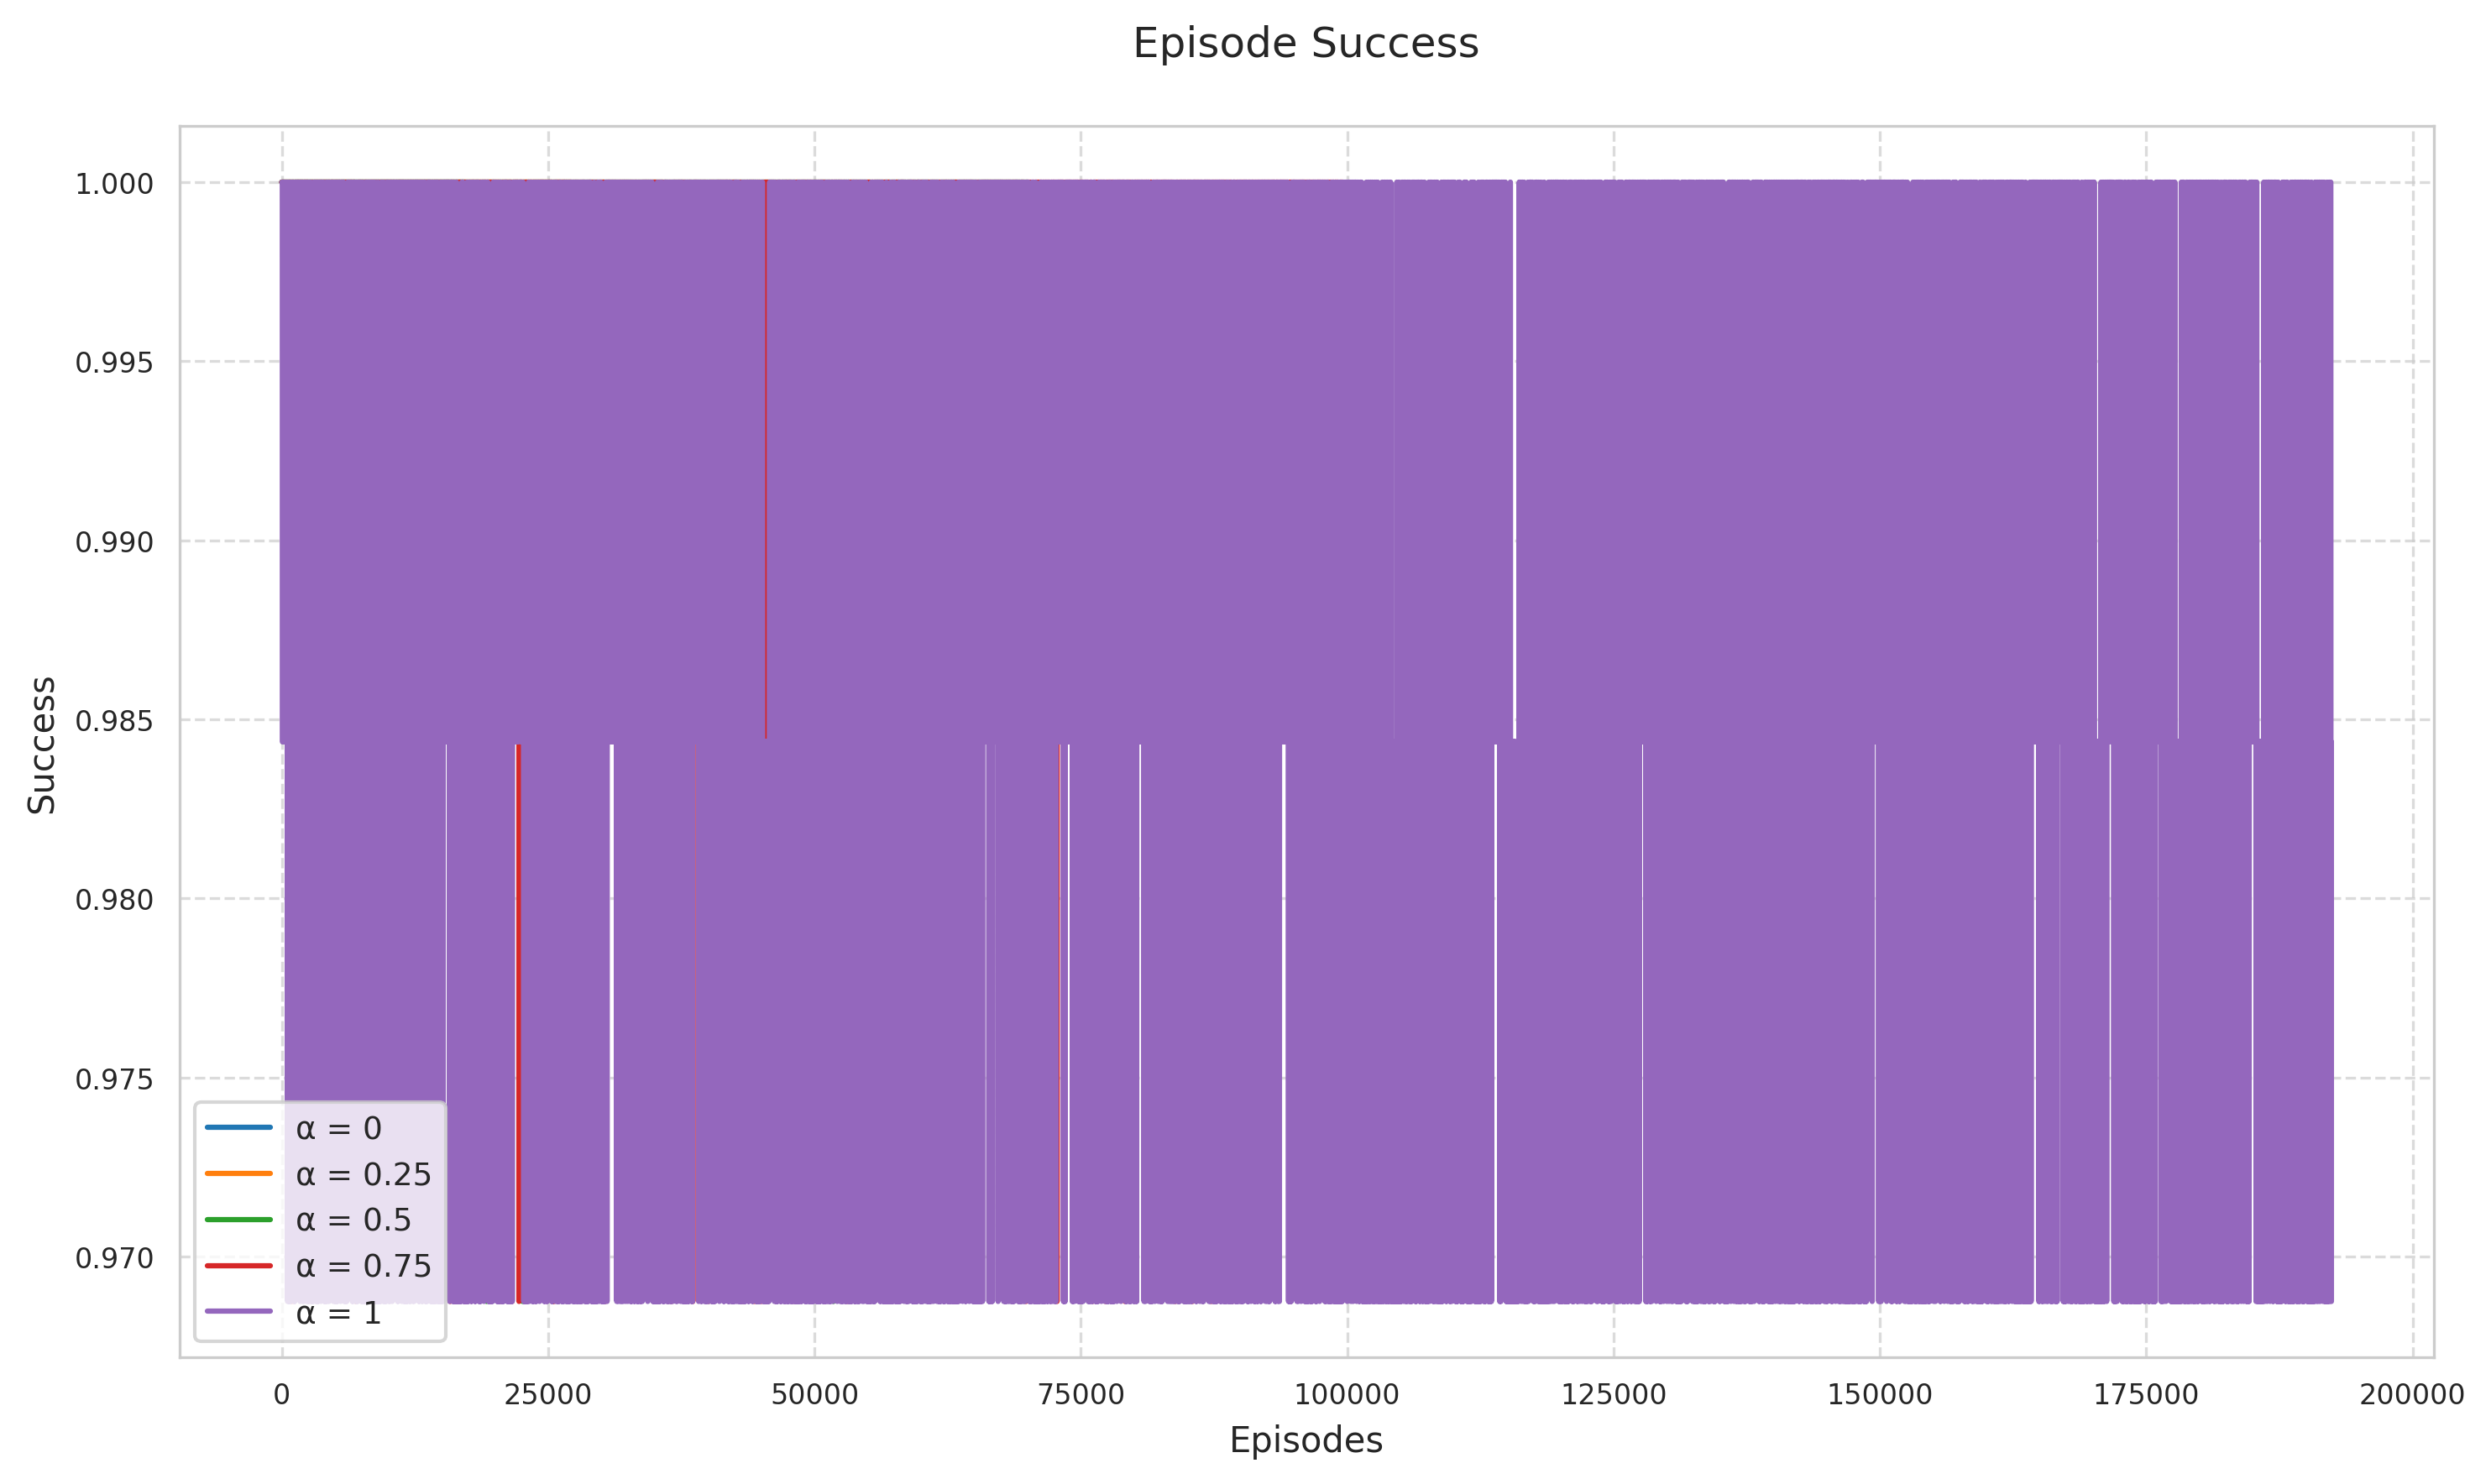 Episode Success
1.000
0.995
0.990
0.985
0.980
0.975
0.970
Success
α = 0
α = 0.25
α = 0.5
α = 0.75
α = 1
0 25000 50000 75000 100000 125000 150000 175000 200000
Episodes